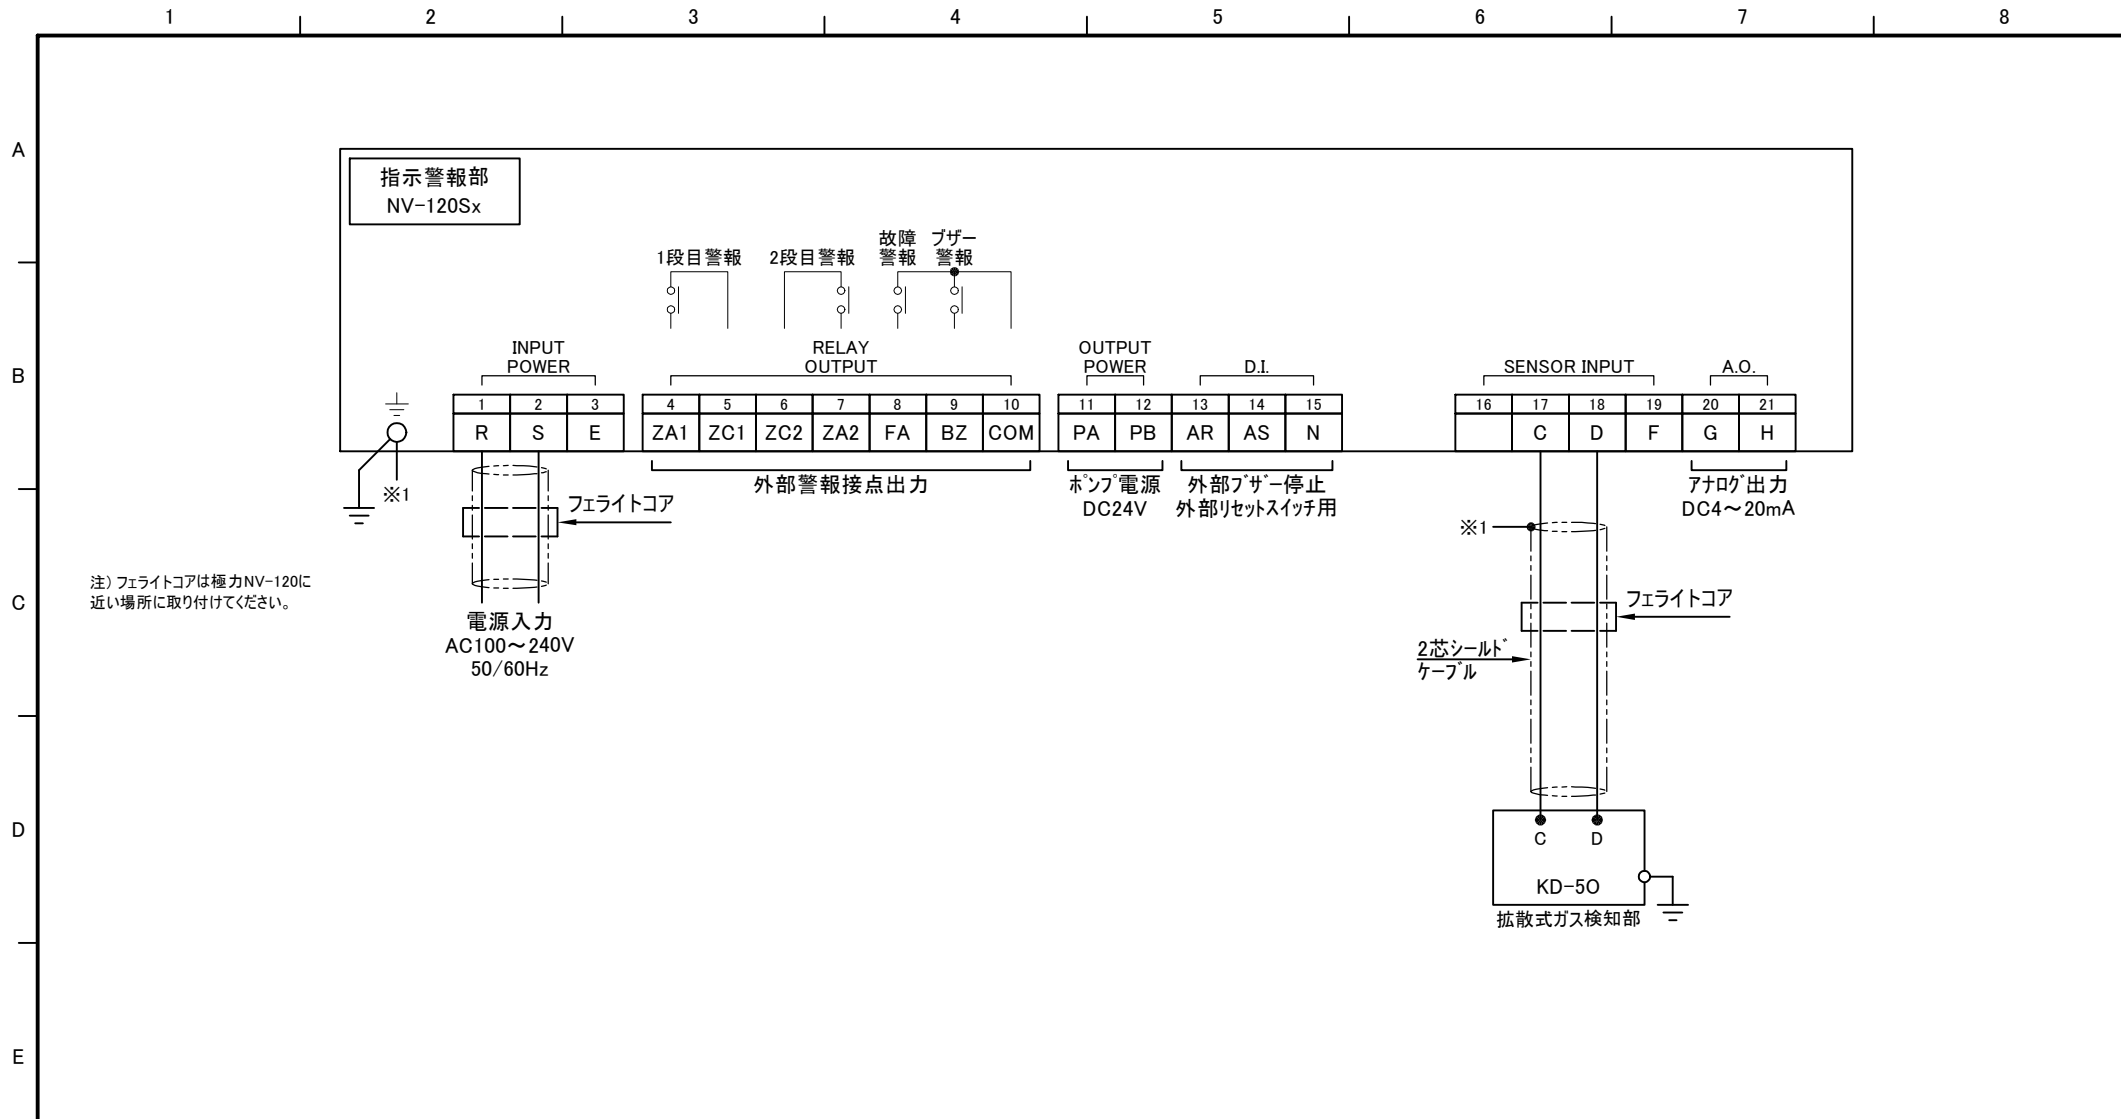 1 2 3 4 5 6 7 8
A
指示警報部
NV-120Sx
故障 ブザー
1段目警報 2段目警報 警報 警報
B
INPUT POWER
RELAY OUTPUT
OUTPUT POWER
D.I.
SENSOR INPUT
A.O.
1 2 3 4 5 6 7 8 9 10 11 12 13 14 15 16 17 18 19 20 21
R S E ZA1 ZC1 ZC2 ZA2 FA BZ COM PA PB AR AS N C D F G H
※1
外部警報接点出力
ポンプ電源
DC24V
外部ブザー停止
外部リセットスイッチ用
アナログ出力
DC4～20mA
フェライトコア
※1
C
注）フェライトコアは極力NV-120に
近い場所に取り付けてください。
電源入力
AC100～240V
50/60Hz
フェライトコア
2芯シールド
ケーブル
D
C D
KD-5O
拡散式ガス検知部
E